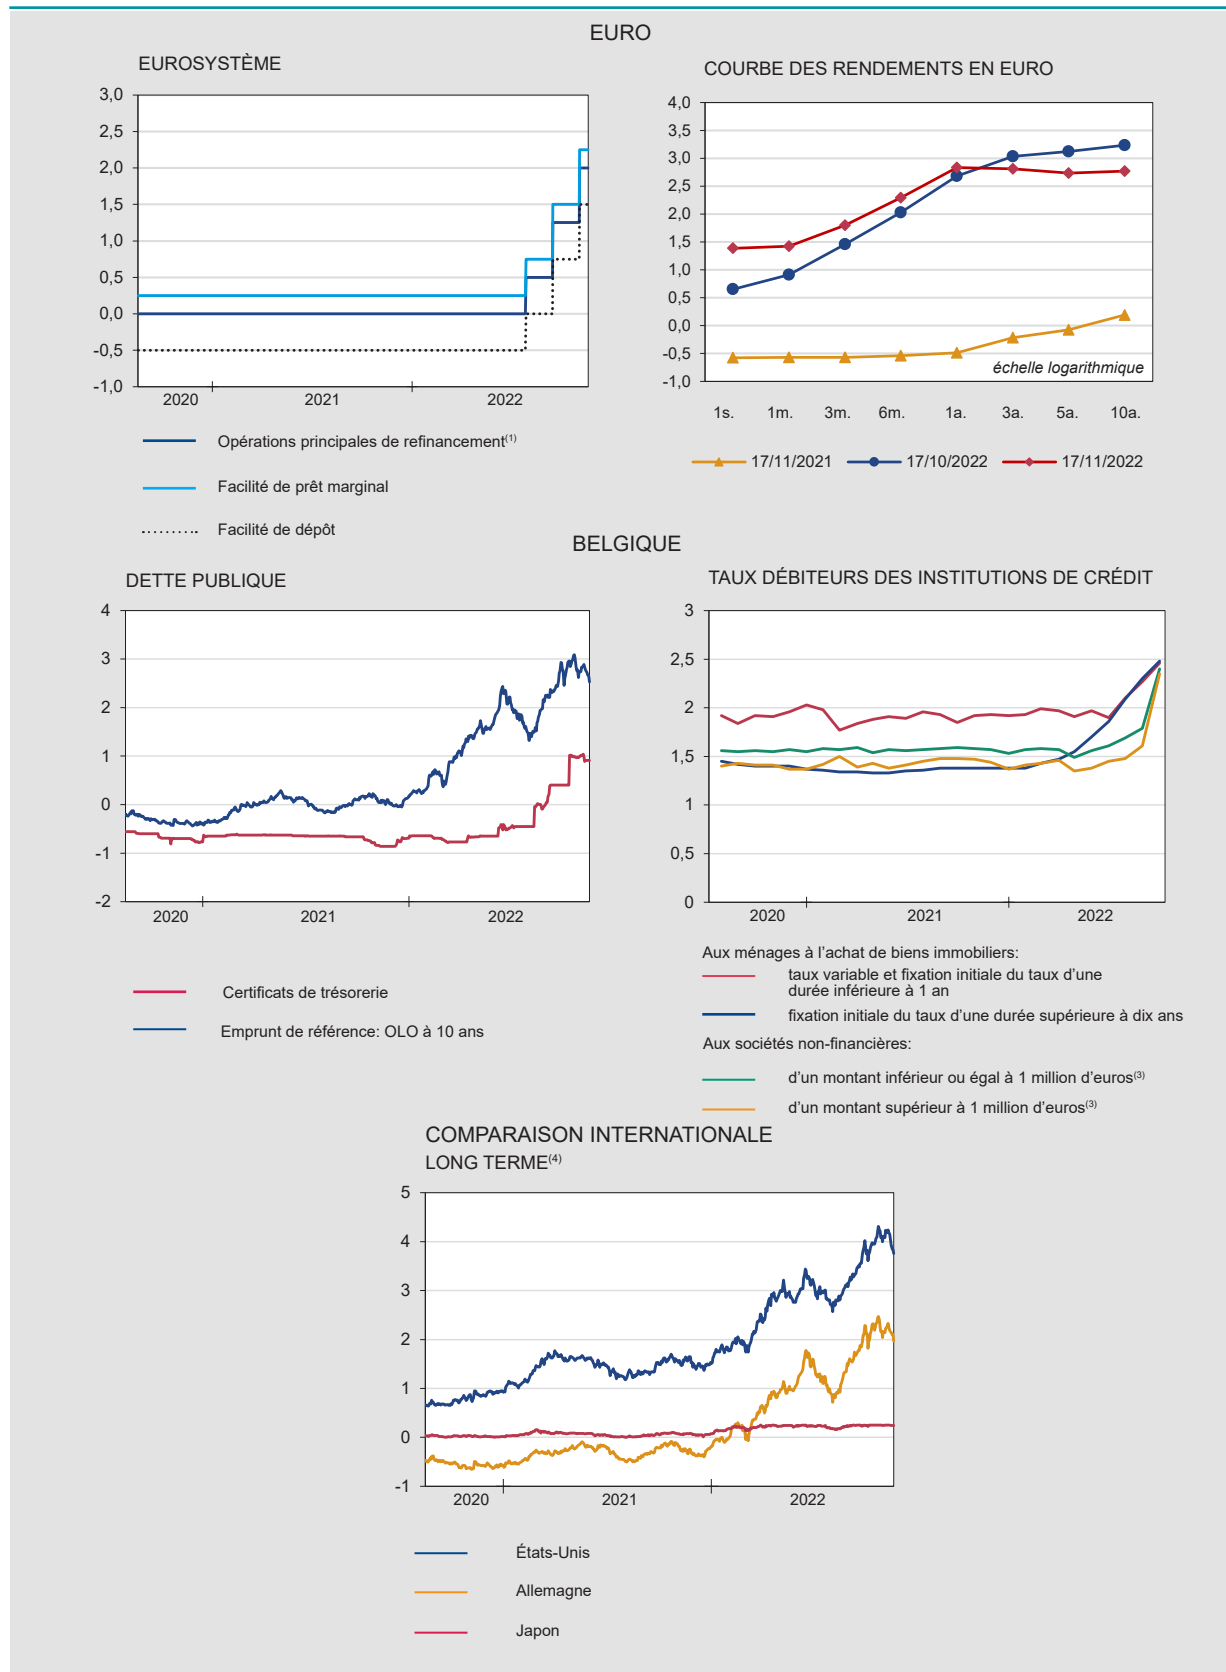 EURO
EUROSYSTÈME
3,0
2,5
2,0
1,5
1,0
0,5
0,0
-0,5
-1,0
2020 2021 2022
Opérations principales de refinancement(1)
Facilité de prêt marginal
Facilité de dépôt
COURBE DES RENDEMENTS EN EURO
4,0
3,5
3,0
2,5
2,0
1,5
1,0
0,5
0,0
-0,5
-1,0
échelle logarithmique
1s. 1m. 3m. 6m. 1a. 3a. 5a. 10a.
17/11/2021 17/10/2022 17/11/2022
BELGIQUE
DETTE PUBLIQUE
4
3
2
1
0
-1
-2
2020 2021 2022
Certificats de trésorerie
Emprunt de référence: OLO à 10 ans
TAUX DÉBITEURS DES INSTITUTIONS DE CRÉDIT
3
2,5
2
1,5
1
0,5
0
2020 2021 2022
Aux ménages à l'achat de biens immobiliers:
taux variable et fixation initiale du taux d'une
durée inférieure à 1 an
fixation initiale du taux d'une durée supérieure à dix ans
Aux sociétés non-financières:
d'un montant inférieur ou égal à 1 million d'euros(3)
d'un montant supérieur à 1 million d'euros(3)
COMPARAISON INTERNATIONALE
LONG TERME(4)
5
4
3
2
1
0
-1
2020 2021 2022
États-Unis
Allemagne
Japon